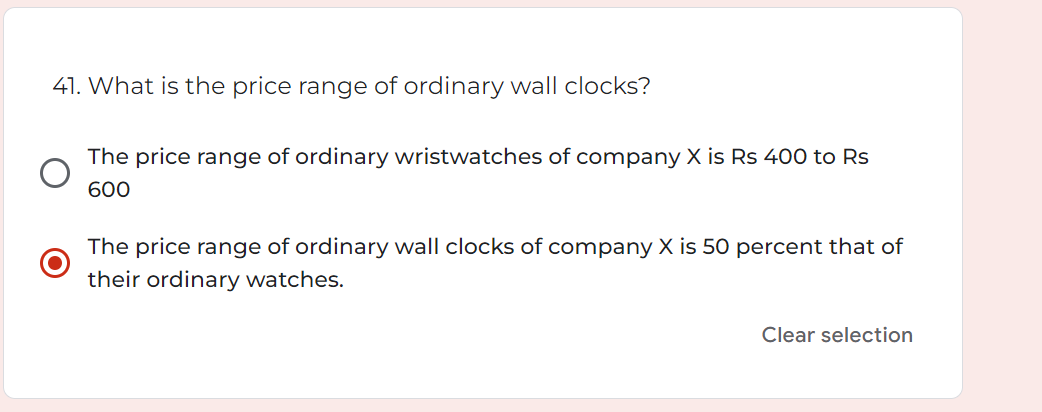 41. What is the price range of ordinary wall clocks?
The price range of ordinary wristwatches of company X is Rs 400 to Rs
600
The price range of ordinary wall clocks of company X is 50 percent that of
their ordinary watches.
Clear selection